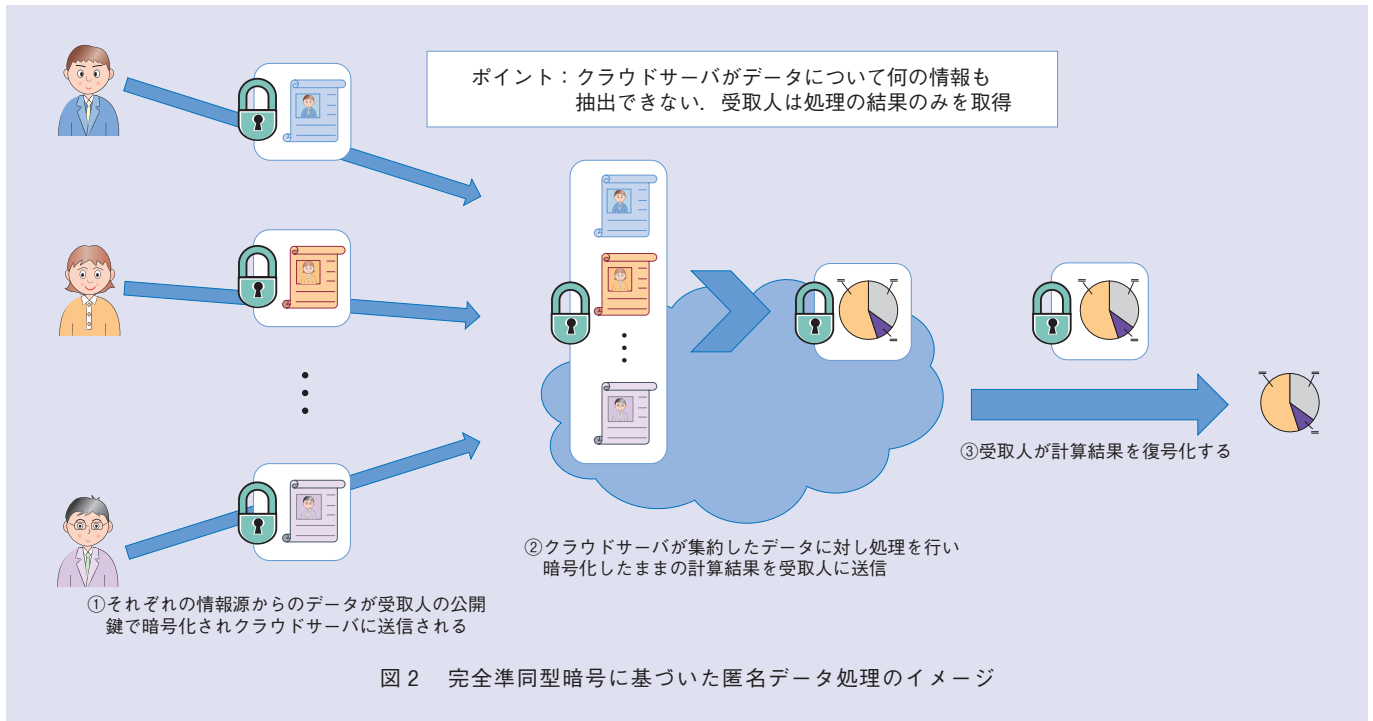 ポイント：クラウドサーバがデータについて何の情報も
抽出できない．受取人は処理の結果のみを取得
③受取人が計算結果を復号化する
②クラウドサーバが集約したデータに対し処理を行い
暗号化したままの計算結果を受取人に送信
①それぞれの情報源からのデータが受取人の公開
鍵で暗号化されクラウドサーバに送信される
図2　完全準同型暗号に基づいた匿名データ処理のイメージ